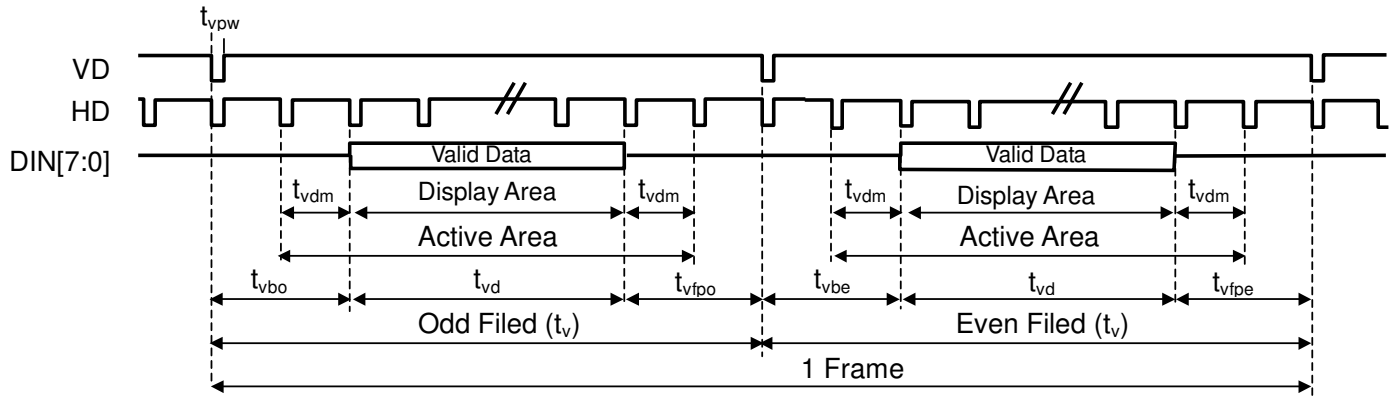 tvpw
VD
HD
DIN[7:0]
Valid Data Valid Data
tvdm Display Area tvdm tvdm Display Area tvdm
Active Area Active Area
tvbo tvd tvfpo tvbe tvd tvfpe
Odd Filed (tv) Even Filed (tv)
1 Frame